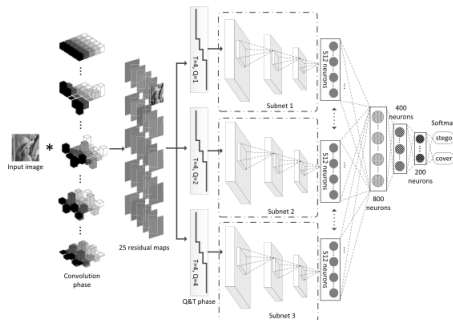 Input image
*
Convolution
phase
25 residual maps
T=4, Q=1
T=4, Q=2
T=4, Q=4
Q&T phase
Subnet 1
Subnet 2
Subnet 3
512 neurons
512 neurons
512 neurons
800
neurons
400
neurons
200
neurons
Softma
stego
cover